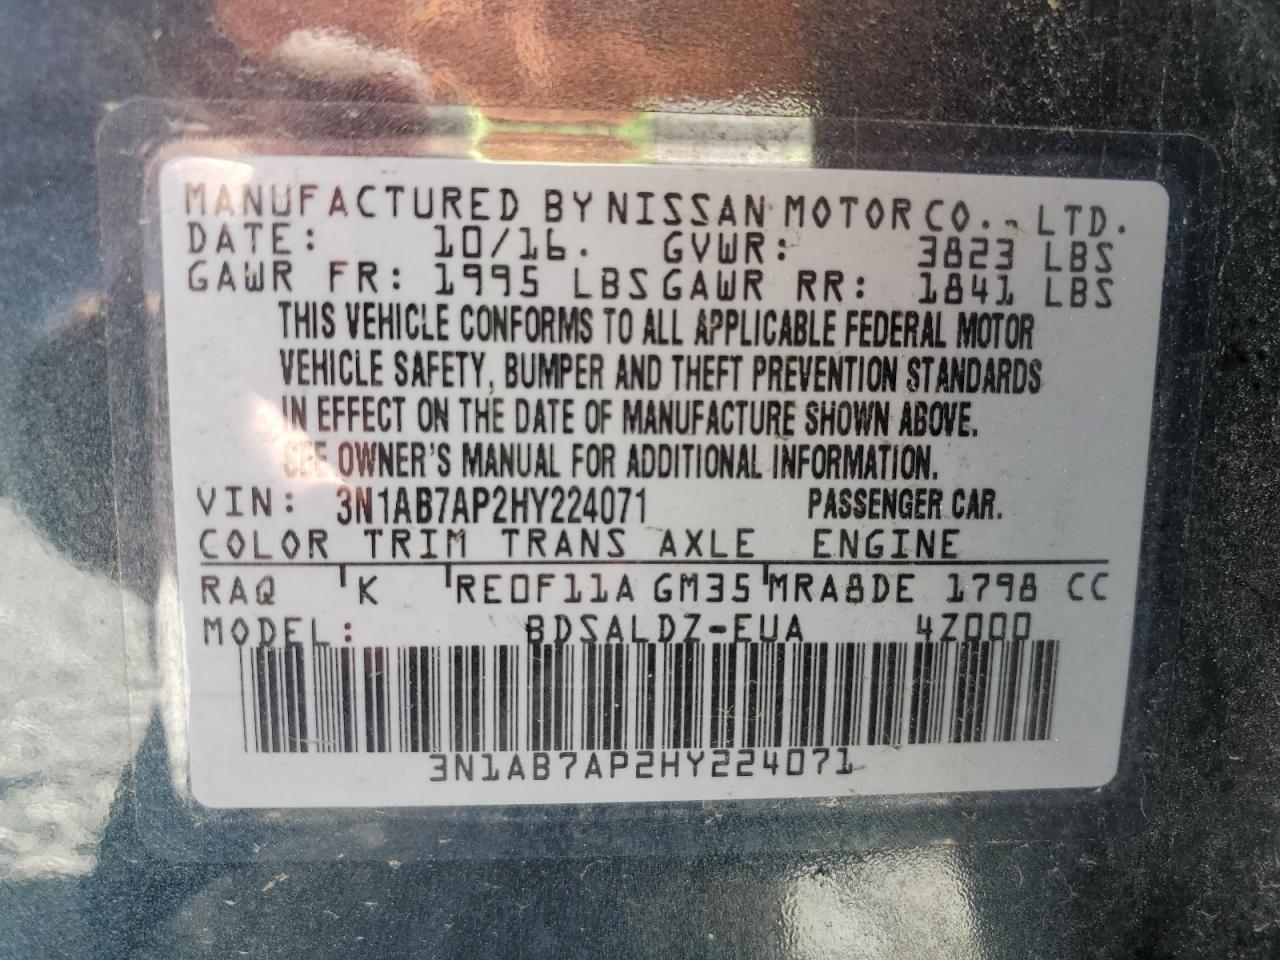 MANUFACTURED BY NISSAN MOTOR CO., LTD.
DATE: 10/16. GVWR: 3823 LBS
GAWR FR: 1995 LBS GAWR RR: 1841 LBS
THIS VEHICLE CONFORMS TO ALL APPLICABLE FEDERAL MOTOR
VEHICLE SAFETY, BUMPER AND THEFT PREVENTION STANDARDS
IN EFFECT ON THE DATE OF MANUFACTURE SHOWN ABOVE.
SEE OWNER'S MANUAL FOR ADDITIONAL INFORMATION.
VIN: 3N1AB7AP2HY224071 PASSENGER CAR.
COLOR TRIM TRANS AXLE ENGINE
RAQ K RE0F11A GM35 MRA8DE 1798 CC
MODEL: BDSALDZ-EUA 4Z000
3N1AB7AP2HY224071